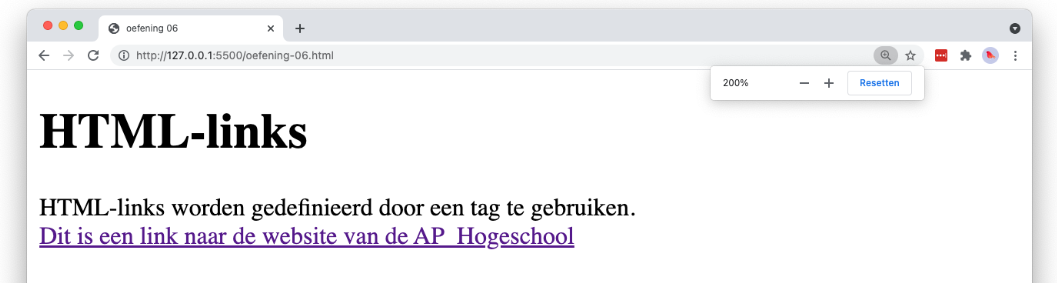 oefening 06
http://127.0.0.1:5500/oefening-06.html
200%
Resetten
HTML-links
HTML-links worden gedefinieerd door een tag te gebruiken.
Dit is een link naar de website van de AP Hogeschool